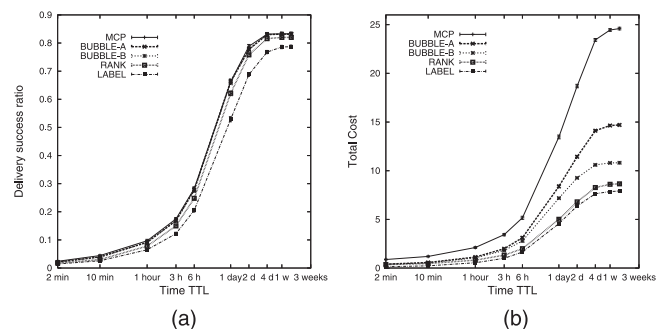 MCP
BUBBLE-A
BUBBLE-B
RANK
LABEL
Delivery success ratio
0.9
0.8
0.7
0.6
0.5
0.4
0.3
0.2
0.1
0
2 min 10 min 1 hour 3 h 6 h 1 day 2 d 4 d 1 w 3 weeks
Time TTL
(a)
MCP
BUBBLE-A
BUBBLE-B
RANK
LABEL
Total Cost
25
20
15
10
5
0
2 min 10 min 1 hour 3 h 6 h 1 day 2 d 4 d 1 w 3 weeks
Time TTL
(b)